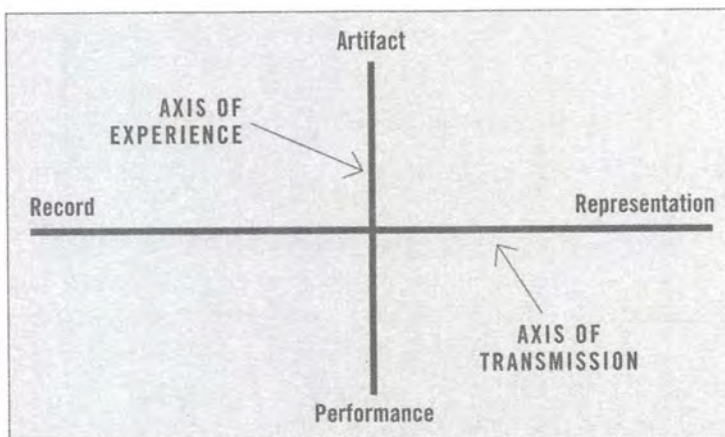 Artifact
AXIS OF
EXPERIENCE
Record
Representation
AXIS OF
TRANSMISSION
Performance